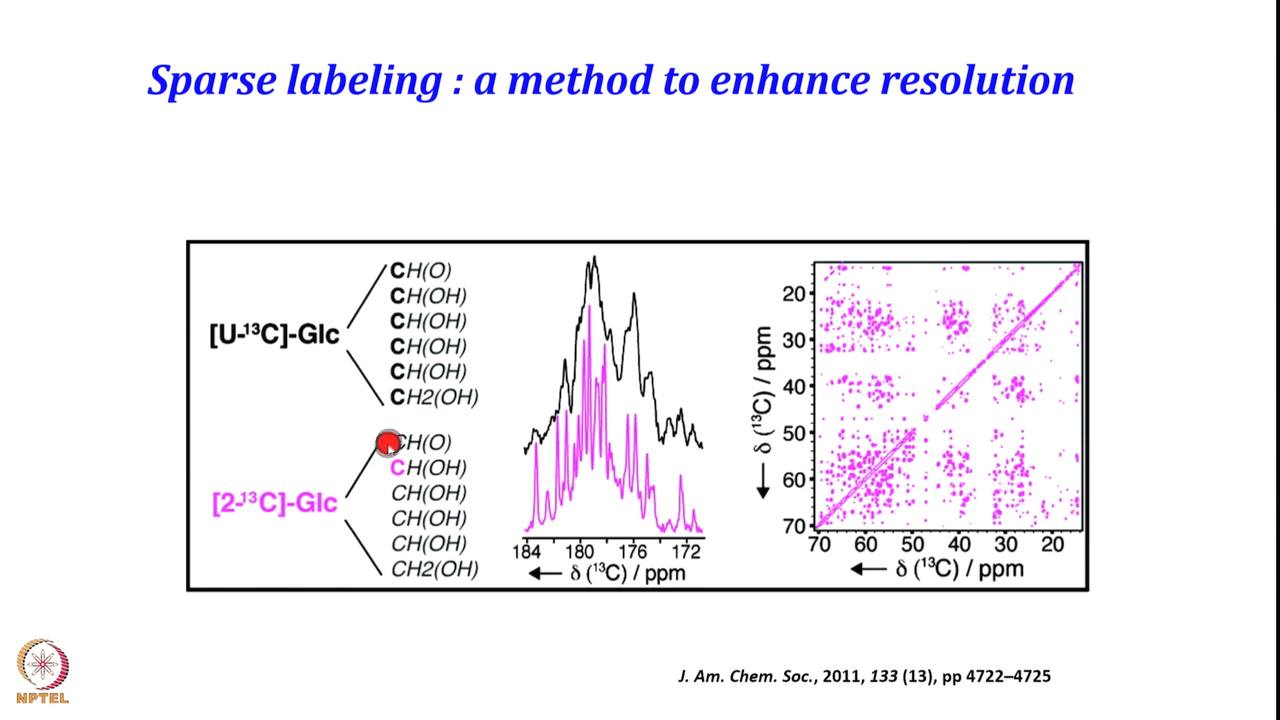 Sparse labeling : a method to enhance resolution
[U-¹³C]-Glc
CH(O)
CH(OH)
CH(OH)
CH(OH)
CH(OH)
CH2(OH)
[2-¹³C]-Glc
CH(O)
CH(OH)
CH(OH)
CH(OH)
CH(OH)
CH2(OH)
184 180 176 172
← δ (¹³C) / ppm
20
30
40
50
60
70
← δ (¹³C) / ppm
70 60 50 40 30 20
← δ (¹³C) / ppm
NPTEL
J. Am. Chem. Soc., 2011, 133 (13), pp 4722–4725